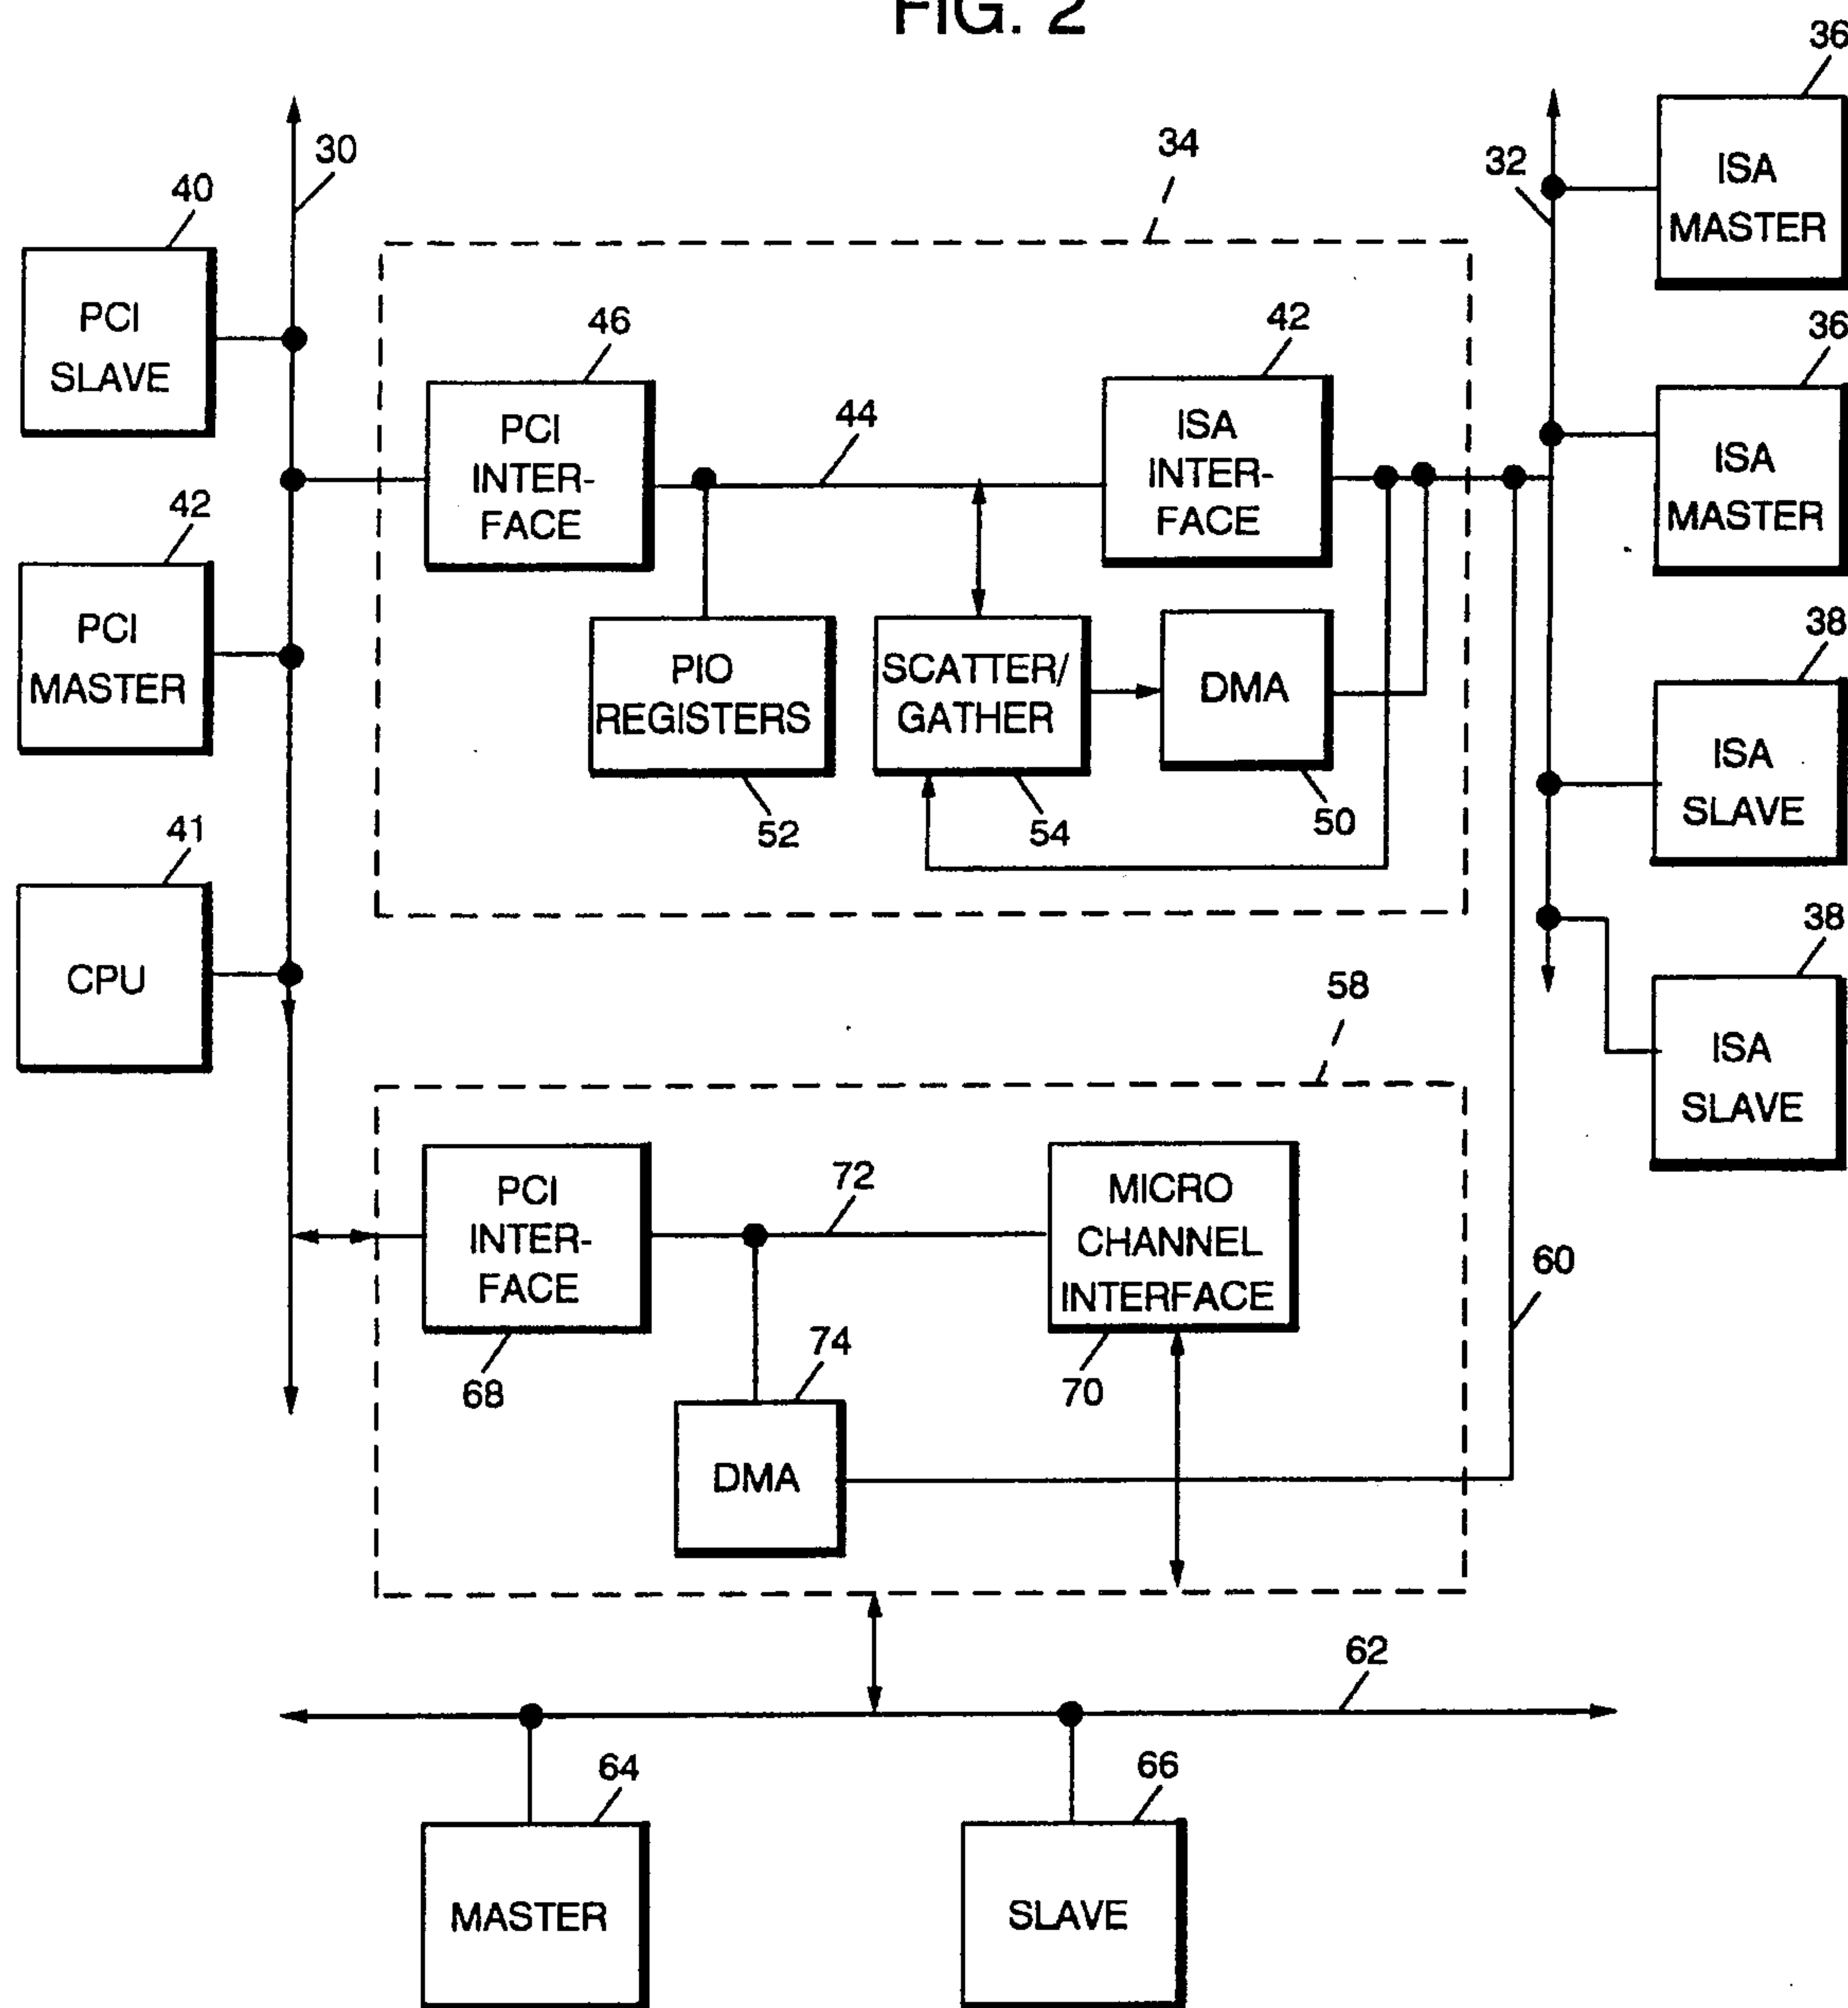 FIG. 2
36
30
34
32
ISA
MASTER
40
PCI
SLAVE
46
PCI
INTER-
FACE
44
42
ISA
INTER-
FACE
36
ISA
MASTER
42
PCI
MASTER
PIO
REGISTERS
52
SCATTER/
GATHER
54
DMA
50
38
ISA
SLAVE
41
CPU
38
ISA
SLAVE
58
PCI
INTER-
FACE
68
72
MICRO
CHANNEL
INTERFACE
70
60
74
DMA
62
64
MASTER
66
SLAVE